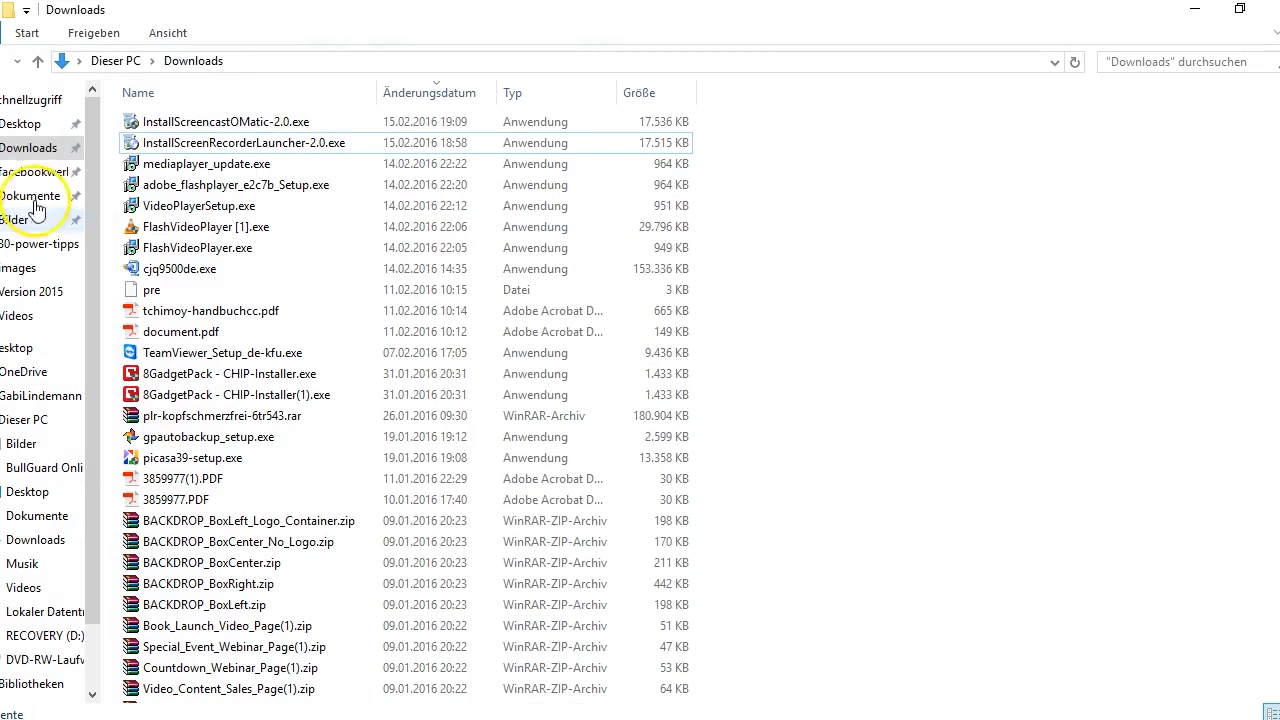 Downloads
Start Freigeben Ansicht
Dieser PC Downloads "Downloads" durchsuchen
Name Änderungsdatum Typ Größe
InstallScreencastOMatic-2.0.exe 15.02.2016 19:09 Anwendung 17.536 KB
InstallScreenRecorderLauncher-2.0.exe 15.02.2016 18:58 Anwendung 17.515 KB
mediaplayer_update.exe 14.02.2016 22:22 Anwendung 964 KB
adobe_flashplayer_e2c7b_Setup.exe 14.02.2016 22:20 Anwendung 964 KB
VideoPlayerSetup.exe 14.02.2016 22:12 Anwendung 951 KB
FlashVideoPlayer [1].exe 14.02.2016 22:06 Anwendung 29.796 KB
FlashVideoPlayer.exe 14.02.2016 22:05 Anwendung 949 KB
cjq9500de.exe 14.02.2016 14:35 Anwendung 153.336 KB
pre 11.02.2016 10:15 Datei 3 KB
tchimoy-handbuchcc.pdf 11.02.2016 10:14 Adobe Acrobat D... 665 KB
document.pdf 11.02.2016 10:12 Adobe Acrobat D... 149 KB
TeamViewer_Setup_de-kfu.exe 07.02.2016 17:05 Anwendung 9.436 KB
8GadgetPack - CHIP-Installer.exe 31.01.2016 20:31 Anwendung 1.433 KB
8GadgetPack - CHIP-Installer(1).exe 31.01.2016 20:31 Anwendung 1.433 KB
plr-kopfschmerzfrei-6tr543.rar 26.01.2016 09:30 WinRAR-Archiv 180.904 KB
gpautobackup_setup.exe 19.01.2016 19:12 Anwendung 2.599 KB
picasa39-setup.exe 19.01.2016 19:08 Anwendung 13.358 KB
3859977(1).PDF 11.01.2016 22:29 Adobe Acrobat D... 30 KB
3859977.PDF 10.01.2016 17:40 Adobe Acrobat D... 30 KB
BACKDROP_BoxLeft_Logo_Container.zip 09.01.2016 20:23 WinRAR-ZIP-Archiv 198 KB
BACKDROP_BoxCenter_No_Logo.zip 09.01.2016 20:23 WinRAR-ZIP-Archiv 170 KB
BACKDROP_BoxCenter.zip 09.01.2016 20:23 WinRAR-ZIP-Archiv 211 KB
BACKDROP_BoxRight.zip 09.01.2016 20:23 WinRAR-ZIP-Archiv 442 KB
BACKDROP_BoxLeft.zip 09.01.2016 20:23 WinRAR-ZIP-Archiv 198 KB
Book_Launch_Video_Page(1).zip 09.01.2016 20:22 WinRAR-ZIP-Archiv 51 KB
Special_Event_Webinar_Page(1).zip 09.01.2016 20:22 WinRAR-ZIP-Archiv 47 KB
Countdown_Webinar_Page(1).zip 09.01.2016 20:22 WinRAR-ZIP-Archiv 53 KB
Video_Content_Sales_Page(1).zip 09.01.2016 20:22 WinRAR-ZIP-Archiv 64 KB
chnellzugriff
Desktop
Downloads
facebookwerl
Dokumente
Bilder
80-power-tipps
images
Version 2015
Videos
esktop
OneDrive
GabiLindemann
Dieser PC
Bilder
BullGuard Onli
Desktop
Dokumente
Downloads
Musik
Videos
Lokaler Datent
RECOVERY (D:)
DVD-RW-Laufw
Bibliotheken
ente